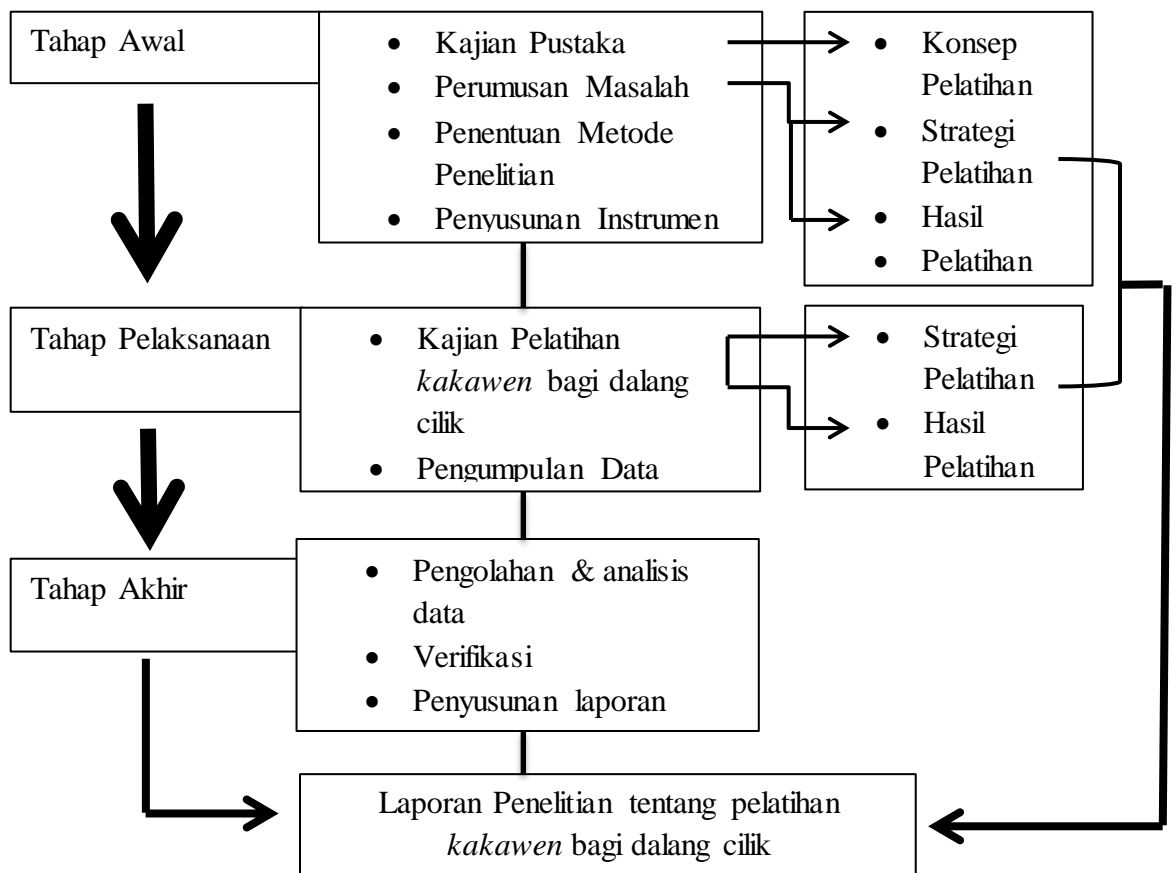 Tahap Awal
Kajian Pustaka
Perumusan Masalah
Penentuan Metode
Penelitian
Penyusunan Instrumen
Konsep
Pelatihan
Strategi
Pelatihan
Hasil
Pelatihan
Tahap Pelaksanaan
Kajian Pelatihan
kakawen bagi dalang
cilik
Pengumpulan Data
Strategi
Pelatihan
Hasil
Pelatihan
Tahap Akhir
Pengolahan & analisis
data
Verifikasi
Penyusunan laporan
Laporan Penelitian tentang pelatihan
kakawen bagi dalang cilik